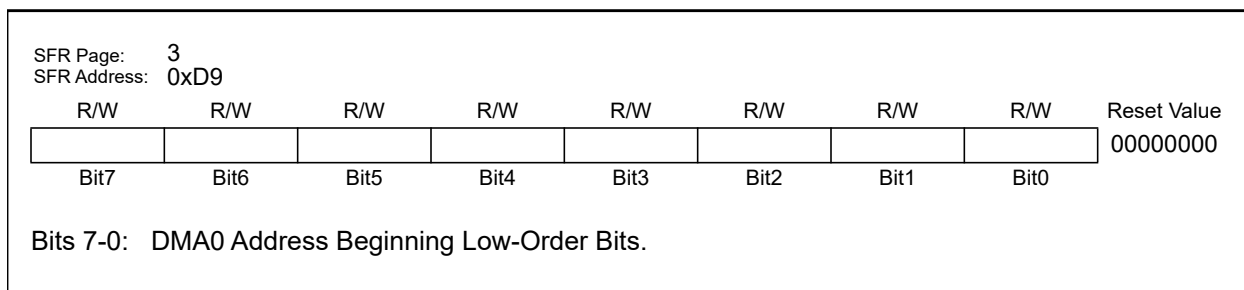 SFR Page: 3
SFR Address: 0xD9
R/W R/W R/W R/W R/W R/W R/W R/W Reset Value
00000000
Bit7 Bit6 Bit5 Bit4 Bit3 Bit2 Bit1 Bit0
Bits 7-0: DMA0 Address Beginning Low-Order Bits.